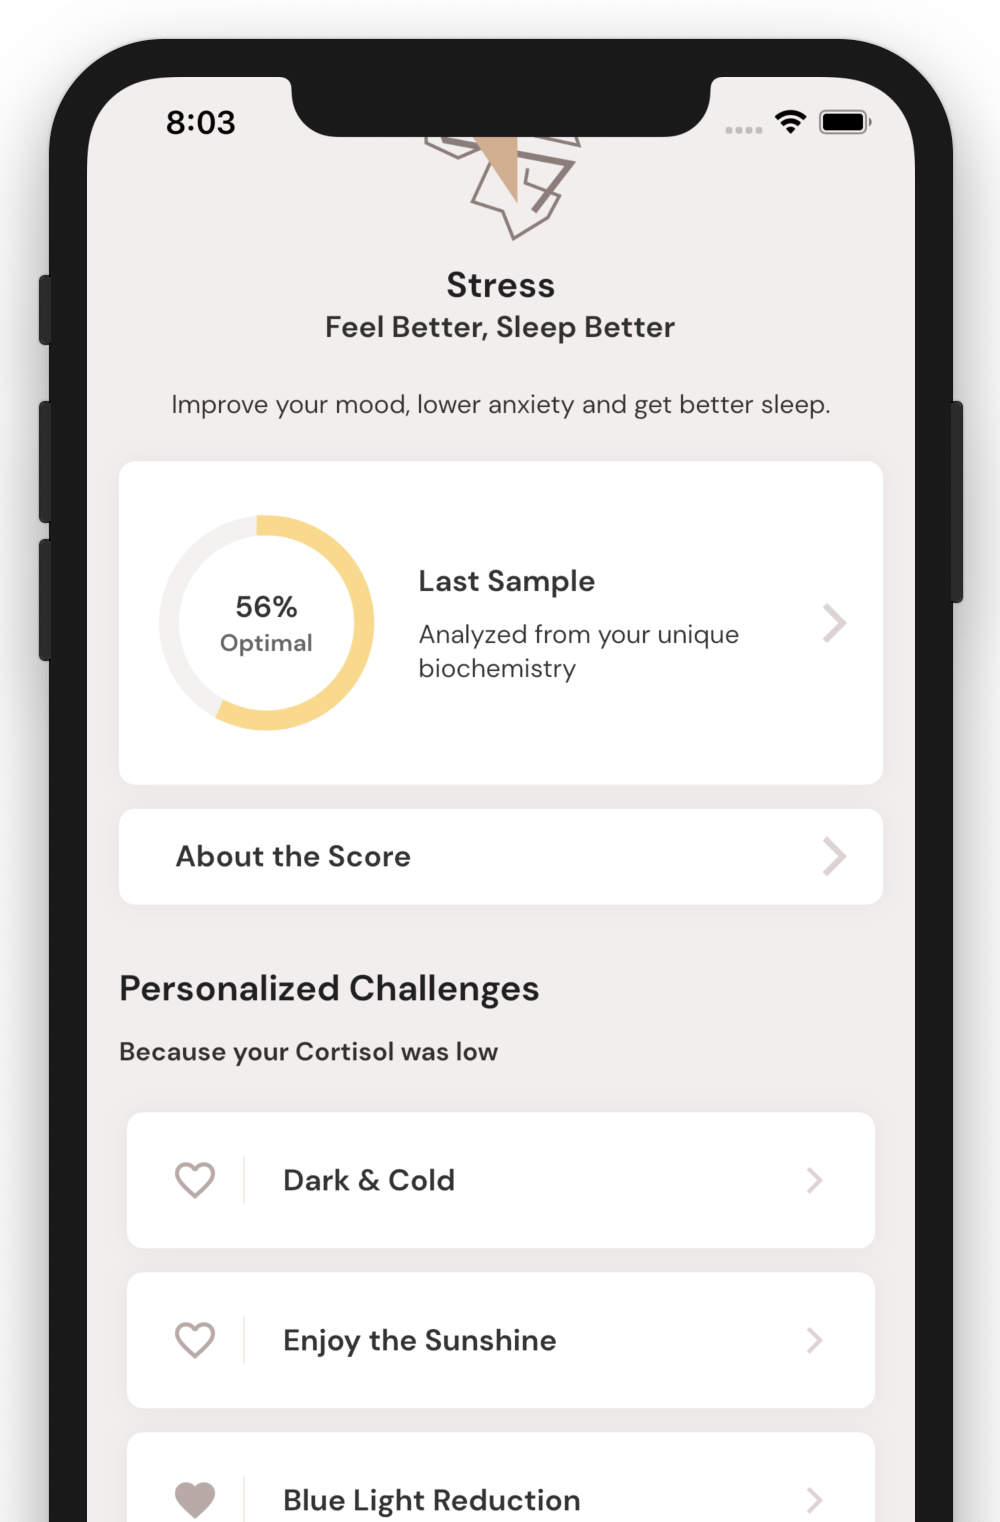 8:03
Stress
Feel Better, Sleep Better
Improve your mood, lower anxiety and get better sleep.
56%
Optimal
Last Sample
Analyzed from your unique
biochemistry
About the Score
Personalized Challenges
Because your Cortisol was low
Dark & Cold
Enjoy the Sunshine
Blue Light Reduction